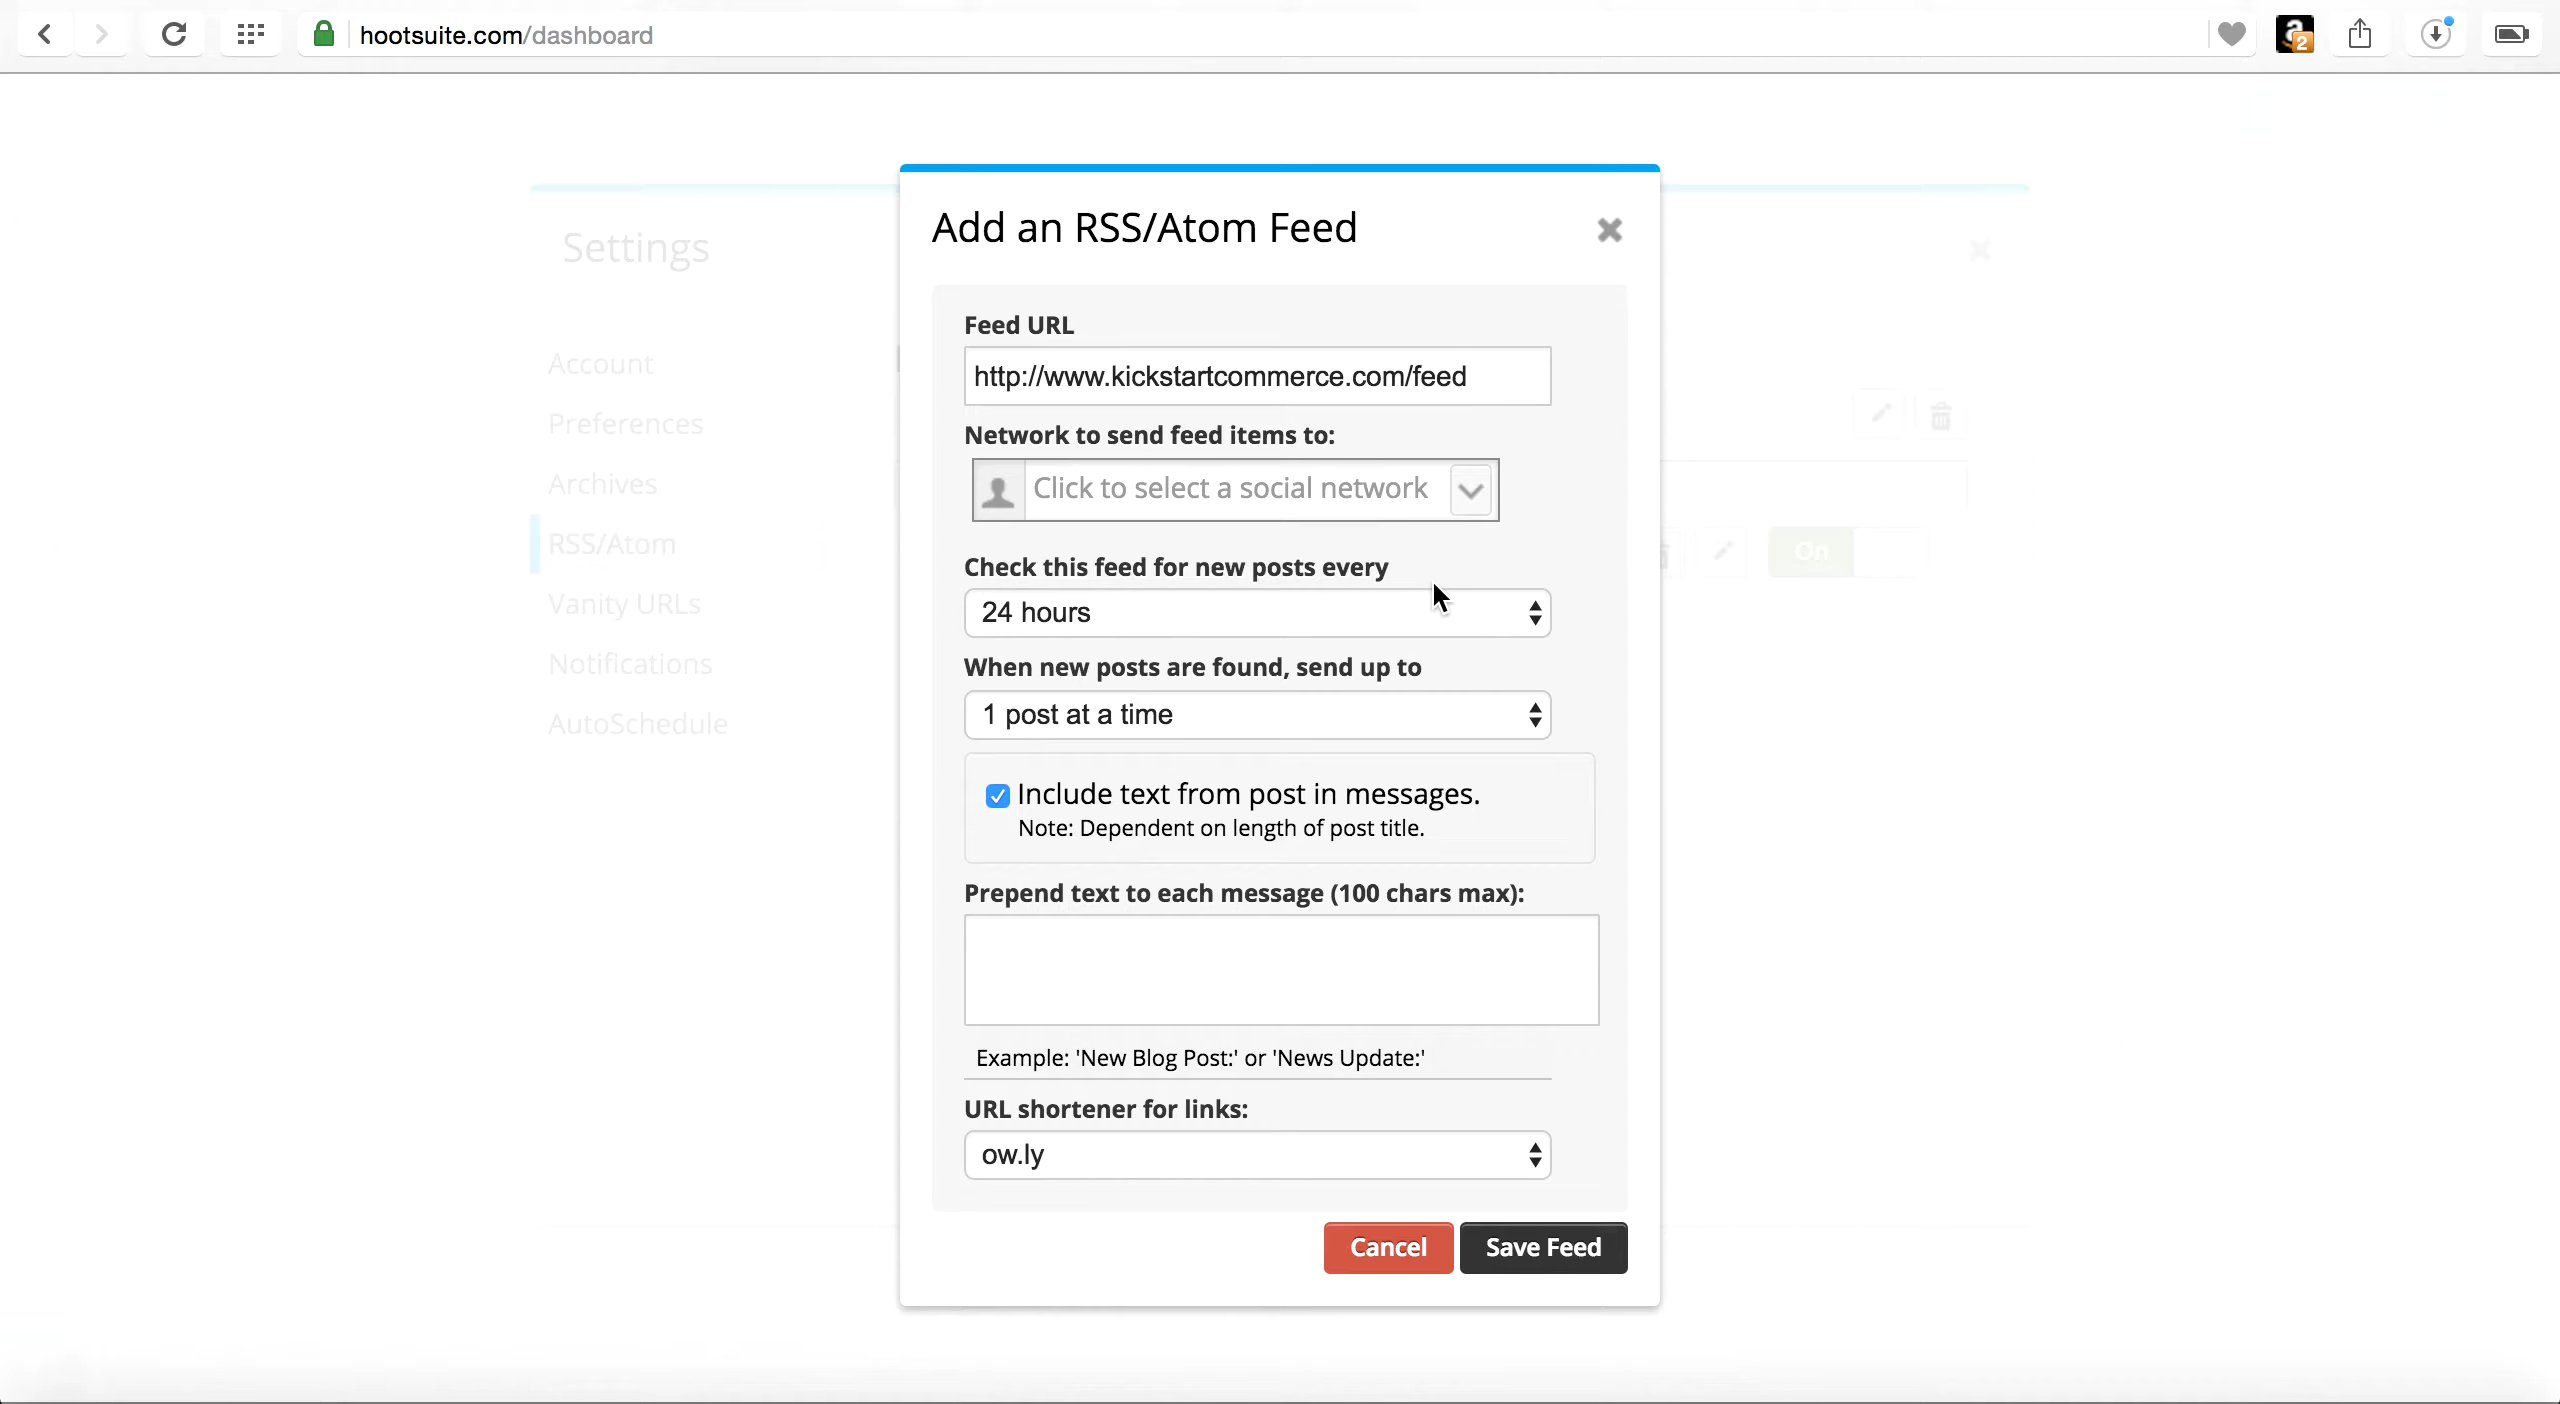 hootsuite.com/dashboard
2
Add an RSS/Atom Feed
Settings
Feed URL
http://www.kickstartcommerce.com/feed
Account
Preferences
Network to send feed items to:
Archives
Click to select a social network
RSS/Atom
On
Check this feed for new posts every
Vanity URLs
24 hours
Notifications
When new posts are found, send up to
AutoSchedule
1 post at a time
Include text from post in messages.
Note: Dependent on length of post title.
Prepend text to each message (100 chars max):
Example: 'New Blog Post:' or 'News Update:'
URL shortener for links:
ow.ly
Cancel
Save Feed